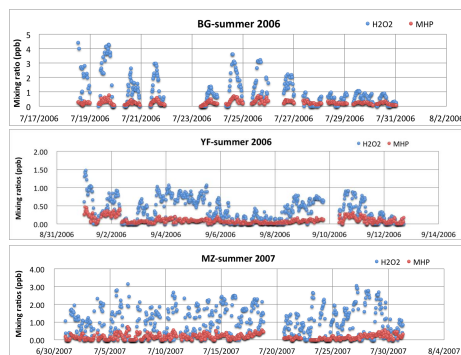 BG-summer 2006
H2O2 MHP
Mixing ratio (ppb)
5
4
3
2
1
0
7/17/2006 7/19/2006 7/21/2006 7/23/2006 7/25/2006 7/27/2006 7/29/2006 7/31/2006 8/2/2006
YF-summer 2006
H2O2 MHP
Mixing ratios (ppb)
2.00
1.50
1.00
0.50
0.00
8/31/2006 9/2/2006 9/4/2006 9/6/2006 9/8/2006 9/10/2006 9/12/2006 9/14/2006
MZ-summer 2007
H2O2 MHP
Mixing ratios (ppb)
4.00
3.00
2.00
1.00
0.00
6/30/2007 7/5/2007 7/10/2007 7/15/2007 7/20/2007 7/25/2007 7/30/2007 8/4/2007